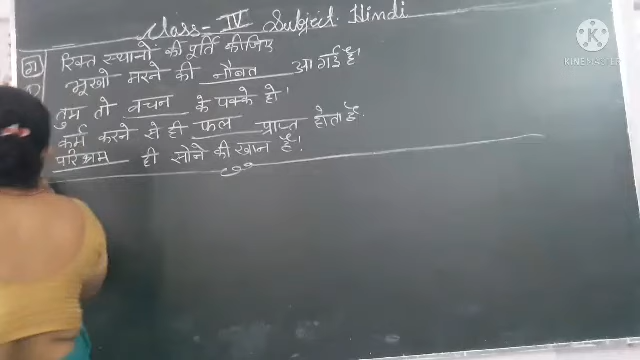 Class - IV Subject. Hindi
ग) रिक्त स्थानों की पूर्ति कीजिए
भूखो मरने की नौबत आ गई है।
तुम तो वचन के पक्के हो।
कर्म करने से ही फल प्राप्त होता है.
परिश्रम ही सोने की खान है!
K
KINEMASTER